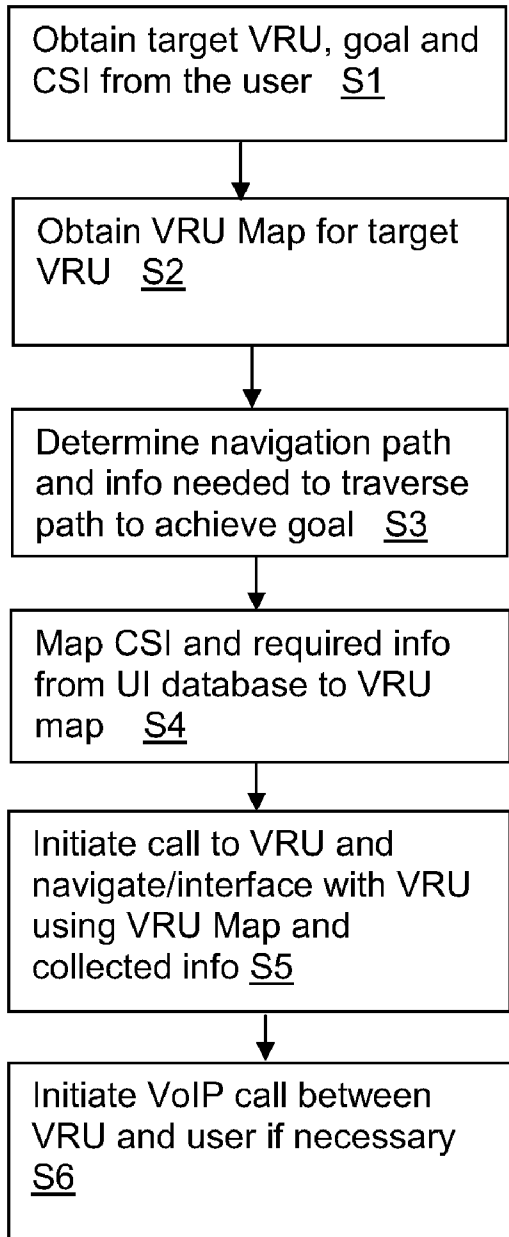 Obtain target VRU, goal and
CSI from the user S1
Obtain VRU Map for target
VRU S2
Determine navigation path
and info needed to traverse
path to achieve goal S3
Map CSI and required info
from UI database to VRU
map S4
Initiate call to VRU and
navigate/interface with VRU
using VRU Map and
collected info S5
Initiate VoIP call between
VRU and user if necessary
S6